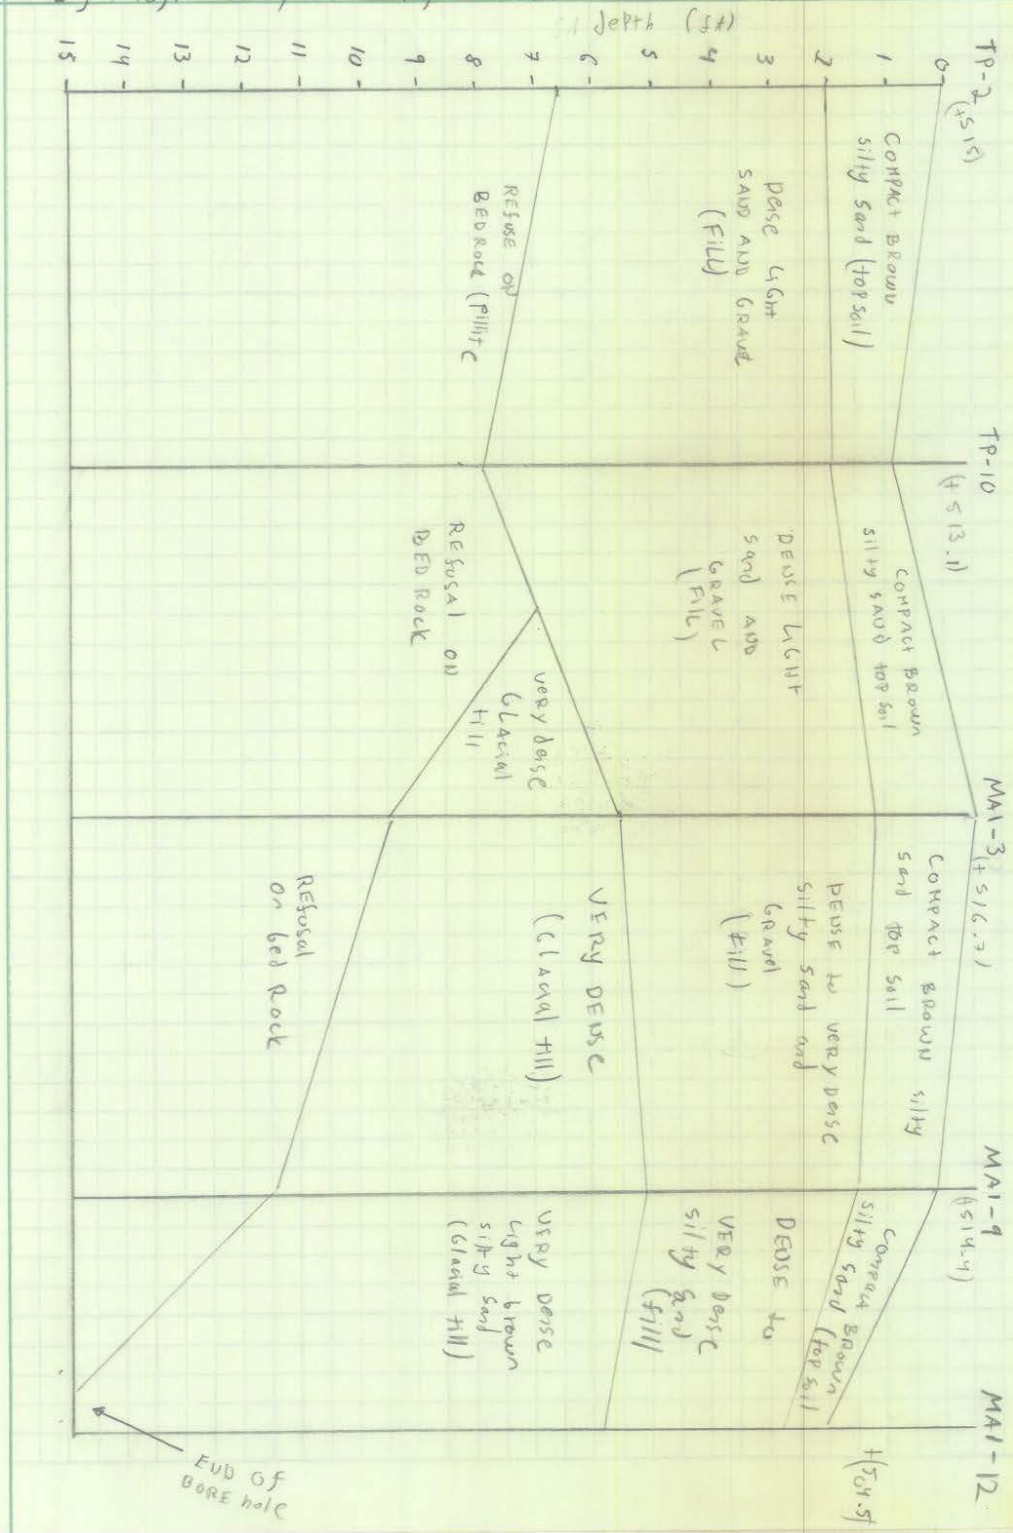 TP-2
(+515)
TP-10
(+513.1)
MA1-3
(+516.7)
MA1-9
(+514.4)
MA1-12
+(504.5)
depth (ft)
0
1
2
3
4
5
6
7
8
9
10
11
12
13
14
15
COMPACT BROWN
silty sand (top soil)
Dense light
SAND AND GRAVEL
(FILL)
REFUSE ON
BEDROCK (pillite
COMPACT BROWN
silty SAND top soil
DENSE LIGHT
sand AND
GRAVEL
(FILL)
very dense
GLACIAL
till
REFUSAL ON
BED ROCK
COMPACT BROWN silty
sand top soil
DENSE to very dense
silty sand and
GRAVEL
(fill)
VERY DENSE
(Glacial till)
REFUSAL
on bed Rock
COMPACT BROWN
silty sand (top soil
DENSE to
VERY Dense
silty sand
(fill)
VERY Dense
Light brown
silty sand
(Glacial till)
END OF
BORE hole